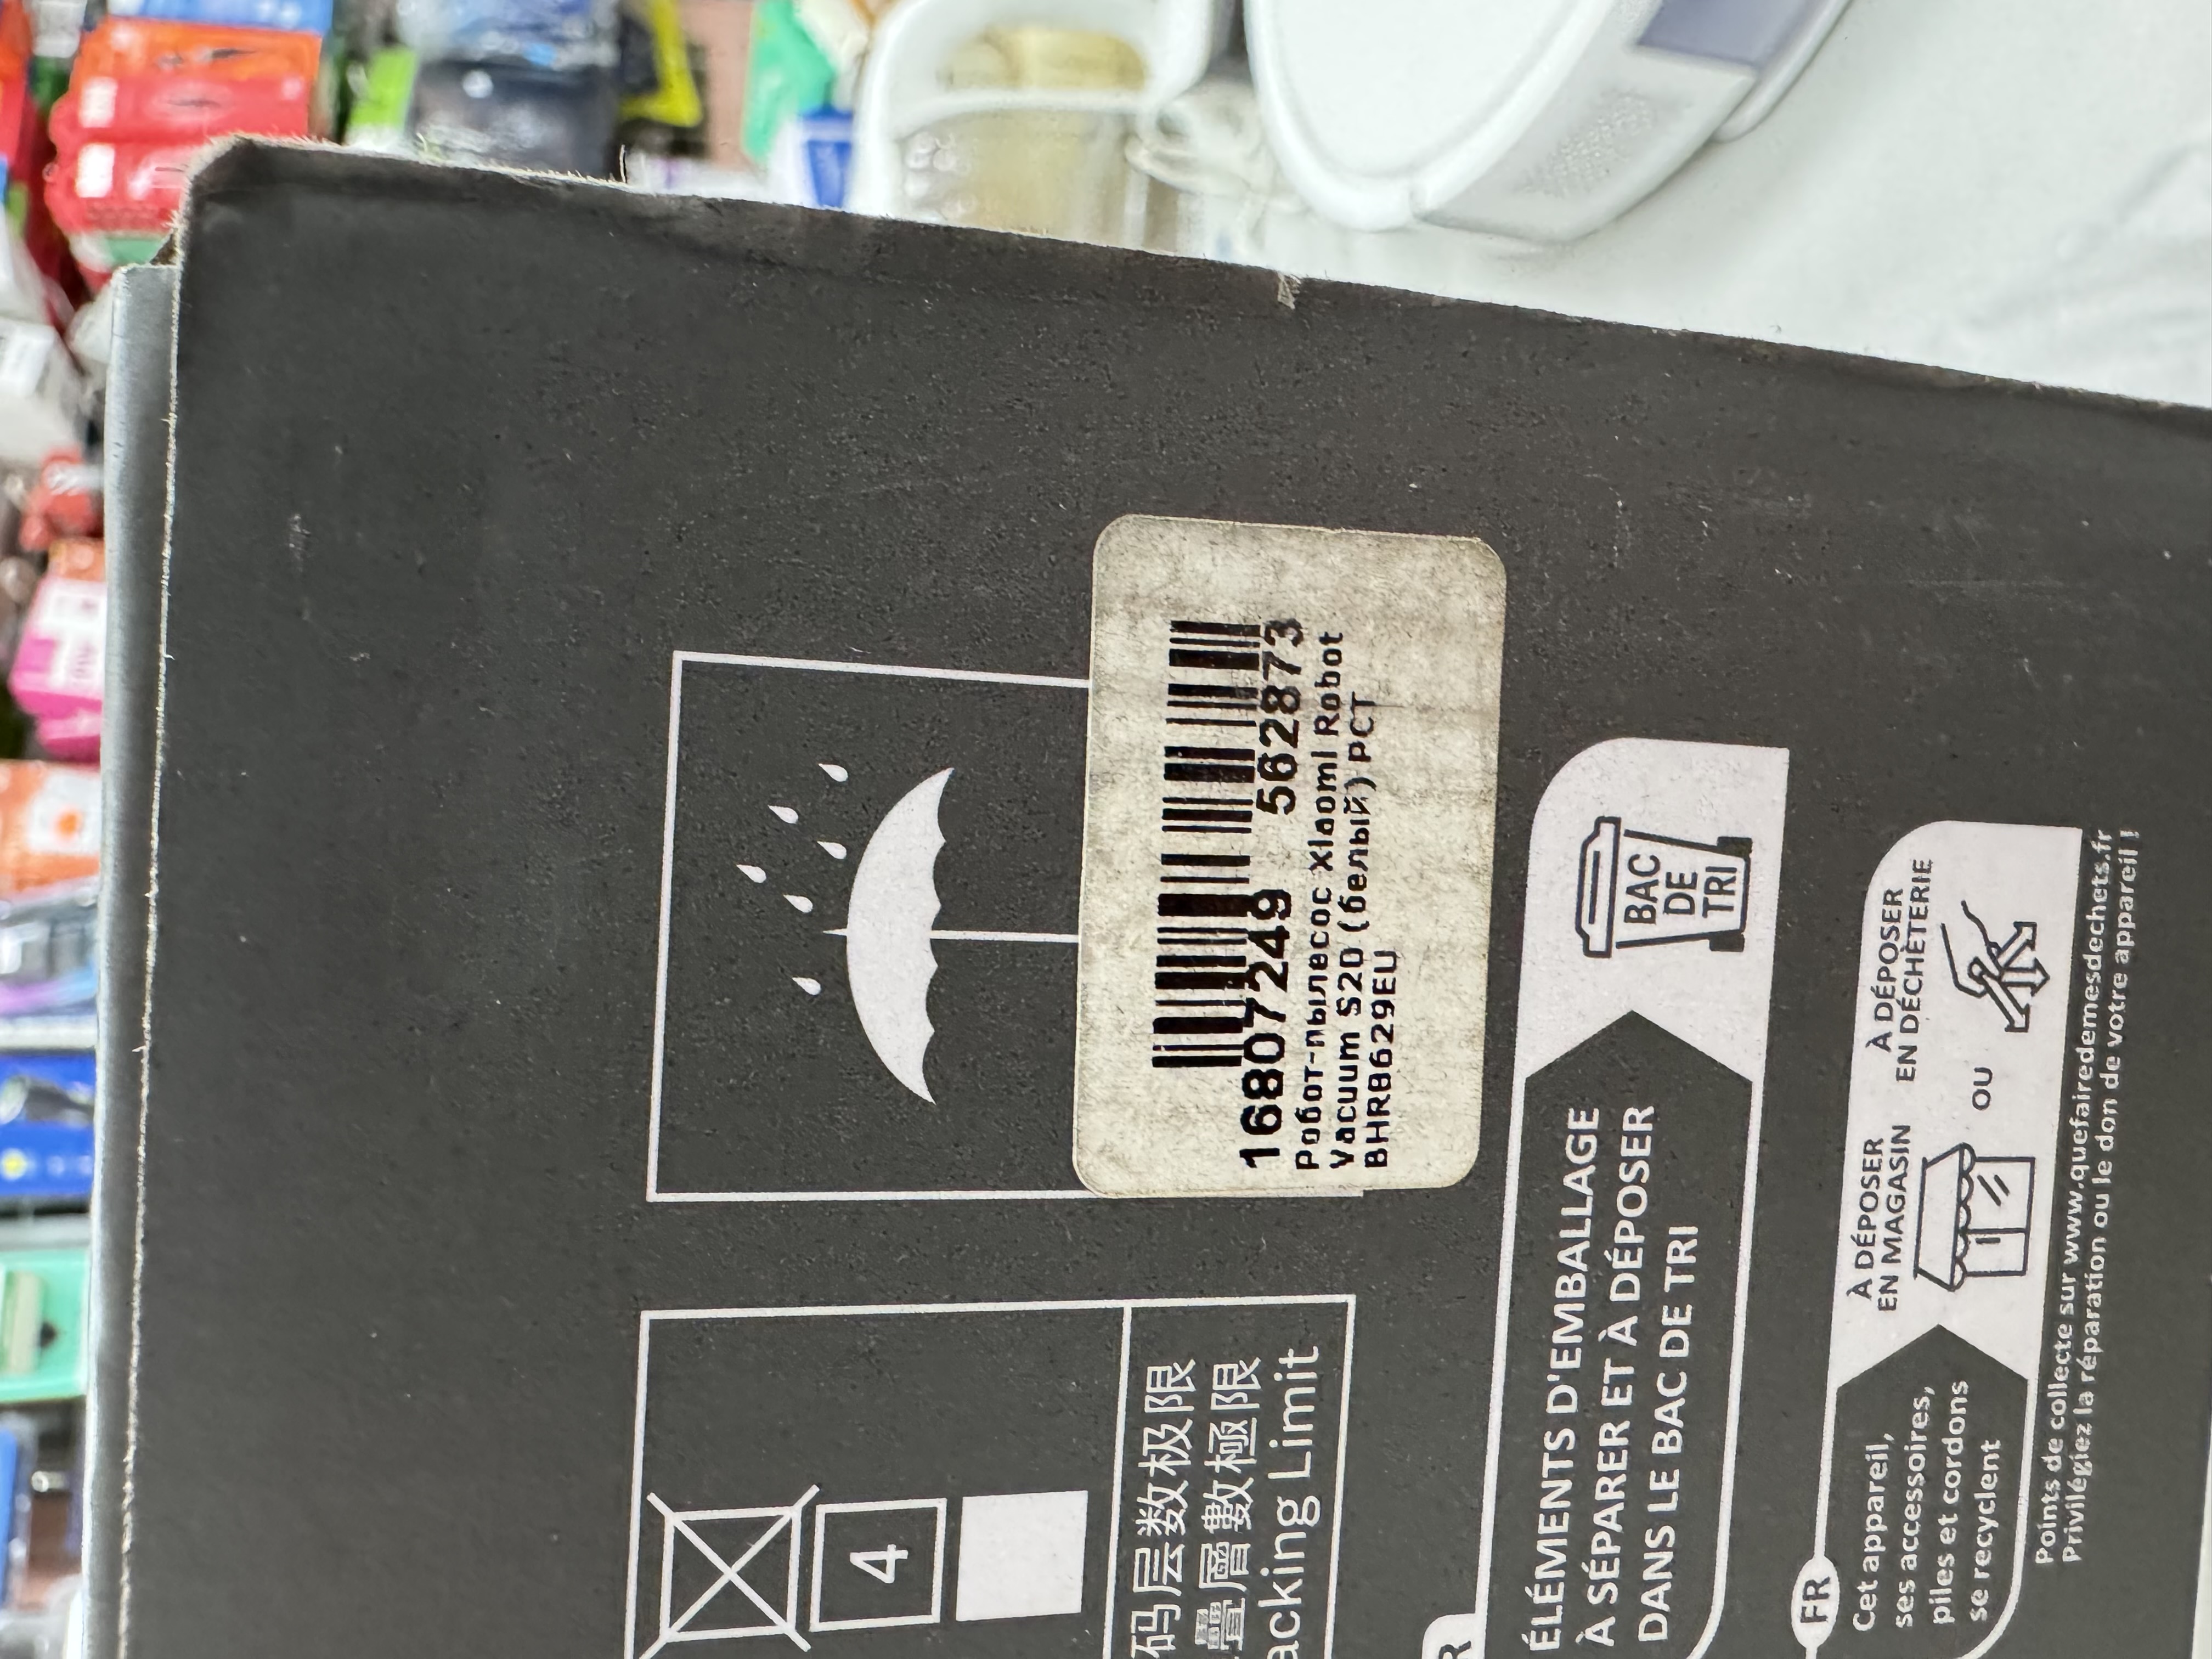 16807249 562873
Робот-пылесос Xiaomi Robot
Vacuum S20 (белый) РСТ
BHR8629EU
4
码层数极限
疊層數極限
acking Limit
ÉLÉMENTS D'EMBALLAGE
À SÉPARER ET À DÉPOSER
DANS LE BAC DE TRI
BAC
DE
TRI
FR
Cet appareil,
ses accessoires,
piles et cordons
se recyclent
À DÉPOSER
EN MAGASIN
OU
À DÉPOSER
EN DÉCHÈTERIE
Points de collecte sur www.quefairedemesdechets.fr
Privilégiez la réparation ou le don de votre appareil !